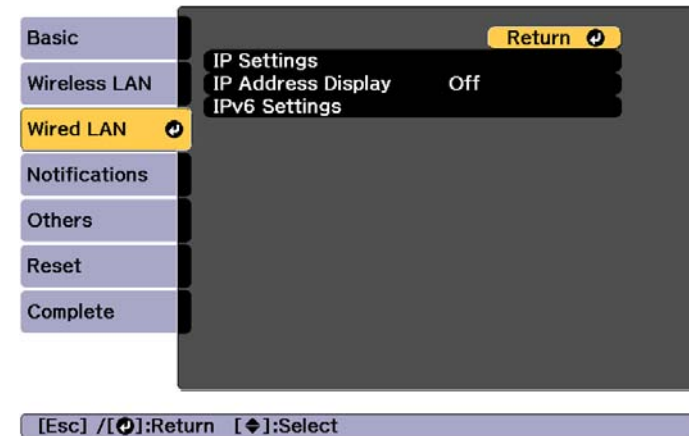 Basic
Wireless LAN
Wired LAN
Notifications
Others
Reset
Complete
Return
IP Settings
IP Address Display Off
IPv6 Settings
[Esc] /[⏎]:Return [◆]:Select